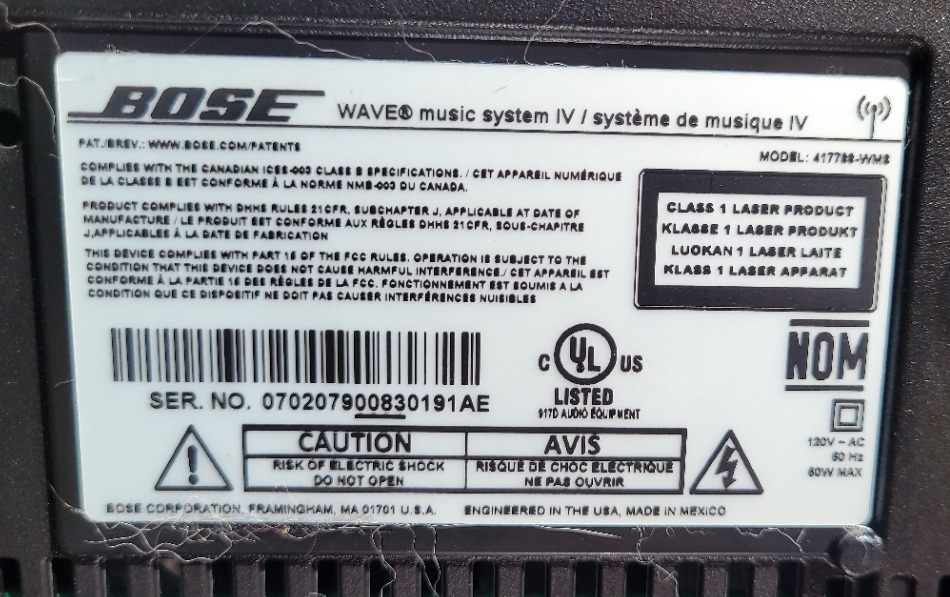 BOSE WAVE® music system IV / système de musique IV
PAT./BREV.: WWW.BOSE.COM/PATENTS
MODEL: 417788-WMS
COMPLIES WITH THE CANADIAN ICES-003 CLASS B SPECIFICATIONS. / CET APPAREIL NUMÉRIQUE
DE LA CLASSE B EST CONFORME À LA NORME NMB-003 DU CANADA.
PRODUCT COMPLIES WITH DHHS RULES 21CFR, SUBCHAPTER J, APPLICABLE AT DATE OF
MANUFACTURE / LE PRODUIT EST CONFORME AUX RÈGLES DHHS 21CFR, SOUS-CHAPITRE
J,APPLICABLES À LA DATE DE FABRICATION
THIS DEVICE COMPLIES WITH PART 15 OF THE FCC RULES. OPERATION IS SUBJECT TO THE
CONDITION THAT THIS DEVICE DOES NOT CAUSE HARMFUL INTERFERENCE./ CET APPAREIL EST
CONFORME À LA PARTIE 15 DES RÈGLES DE LA FCC. FONCTIONNEMENT EST SOUMIS A LA
CONDITION QUE CE DISPOSITIF NE DOIT PAS CAUSER INTERFÉRENCES NUISIBLES
CLASS 1 LASER PRODUCT
KLASSE 1 LASER PRODUKT
LUOKAN 1 LASER LAITE
KLASS 1 LASER APPARAT
SER. NO. 070207900830191AE
C UL US
LISTED
917D AUDIO EQUIPMENT
NOM
120V ~ AC
60 Hz
60W MAX
CAUTION
RISK OF ELECTRIC SHOCK
DO NOT OPEN
AVIS
RISQUE DE CHOC ELECTRIQUE
NE PAS OUVRIR
BOSE CORPORATION, FRAMINGHAM, MA 01701 U.S.A. ENGINEERED IN THE USA, MADE IN MEXICO